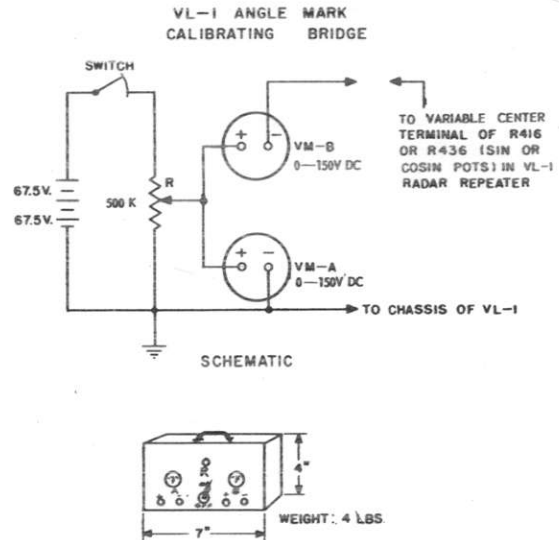 VL-1 ANGLE MARK
CALIBRATING BRIDGE
SWITCH
TO VARIABLE CENTER
TERMINAL OF R416
OR R436 (SIN OR
COSIN POTS) IN VL-1
RADAR REPEATER
+ -
VM-B
0—150V DC
67.5V.
67.5V.
R
500 K
+ -
VM-A
0—150V DC
TO CHASSIS OF VL-1
SCHEMATIC
4"
A
B
+ -
+ -
WEIGHT: 4 LBS.
7"